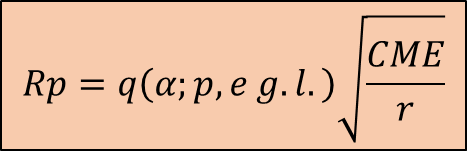 Rp = q(α; p, e g. l. )√(CME/r)